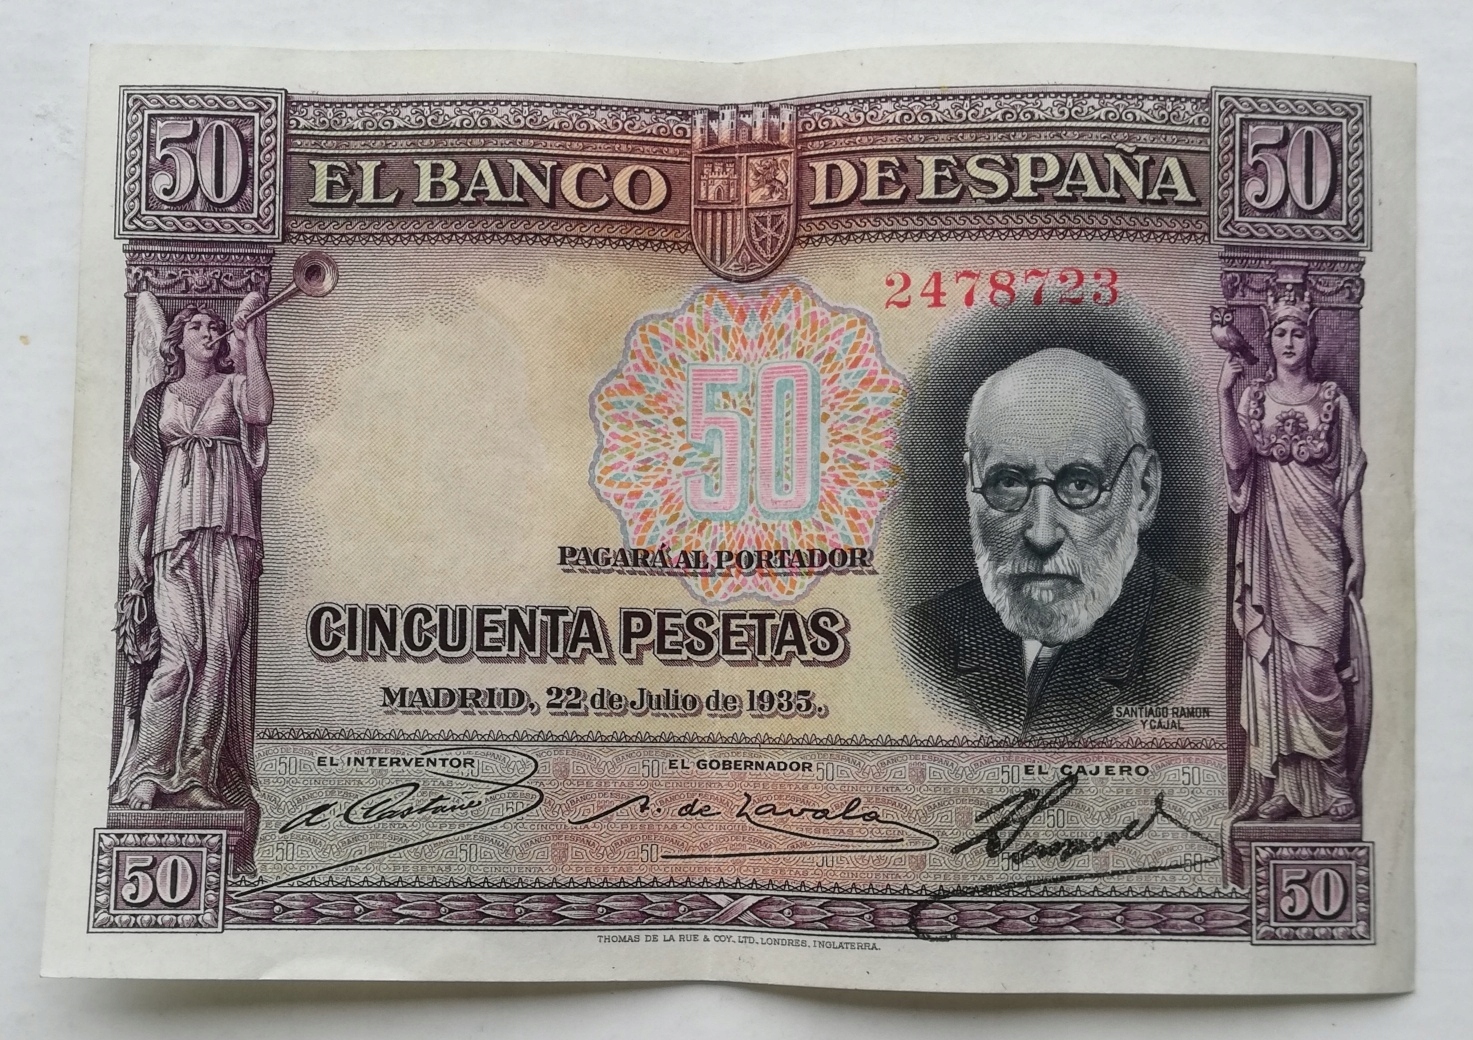 50 50
EL BANCO DE ESPAÑA
2478723
50
PAGARÁ AL PORTADOR
CINCUENTA PESETAS
MADRID, 22 de Julio de 1935.
SANTIAGO RAMON
Y CAJAL
EL INTERVENTOR EL GOBERNADOR EL CAJERO
A. de Zavala
50 50
THOMAS DE LA RUE & COY. LTD. LONDRES, INGLATERRA.